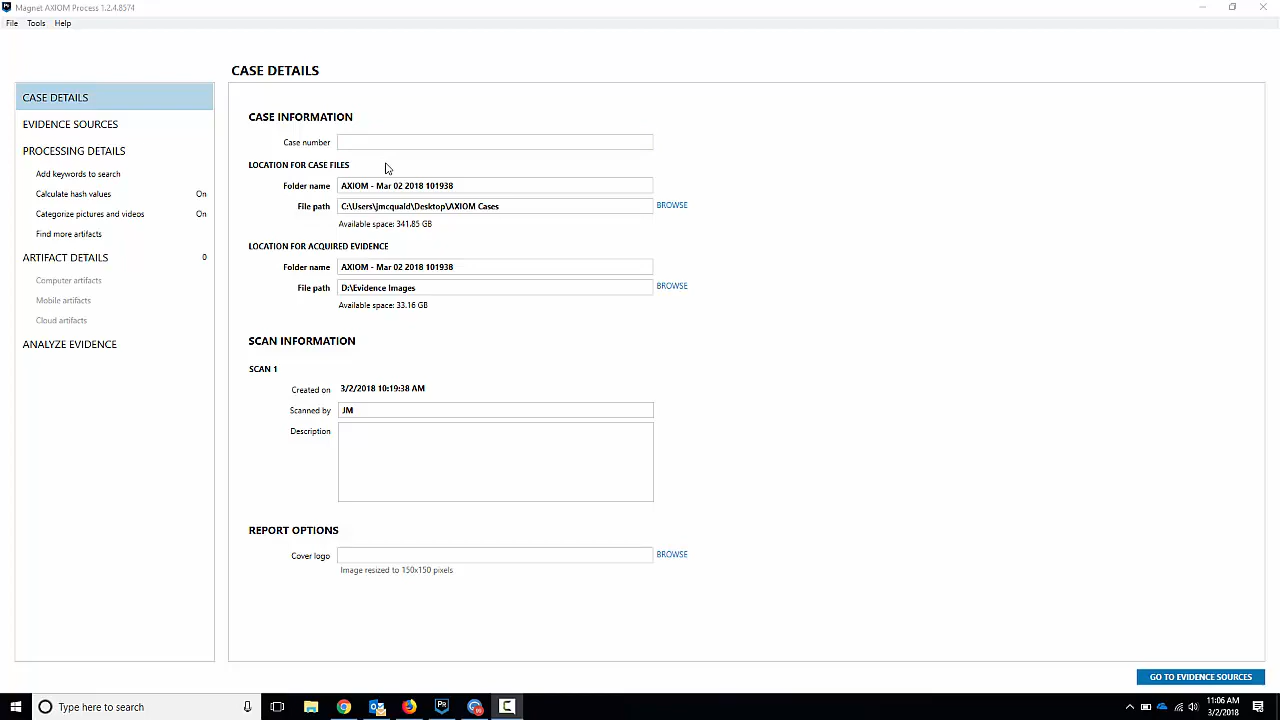 Magnet AXIOM Process 1.2.4.8574
File Tools Help
CASE DETAILS
EVIDENCE SOURCES
PROCESSING DETAILS
Add keywords to search
Calculate hash values On
Categorize pictures and videos On
Find more artifacts
ARTIFACT DETAILS 0
Computer artifacts
Mobile artifacts
Cloud artifacts
ANALYZE EVIDENCE
CASE DETAILS
CASE INFORMATION
Case number
LOCATION FOR CASE FILES
Folder name AXIOM - Mar 02 2018 101938
File path C:\Users\jmcquald\Desktop\AXIOM Cases BROWSE
Available space: 341.85 GB
LOCATION FOR ACQUIRED EVIDENCE
Folder name AXIOM - Mar 02 2018 101938
File path D:\Evidence Images BROWSE
Available space: 33.16 GB
SCAN INFORMATION
SCAN 1
Created on 3/2/2018 10:19:38 AM
Scanned by JM
Description
REPORT OPTIONS
Cover logo BROWSE
Image resized to 150x150 pixels
GO TO EVIDENCE SOURCES
Type here to search
11:06 AM
3/2/2018